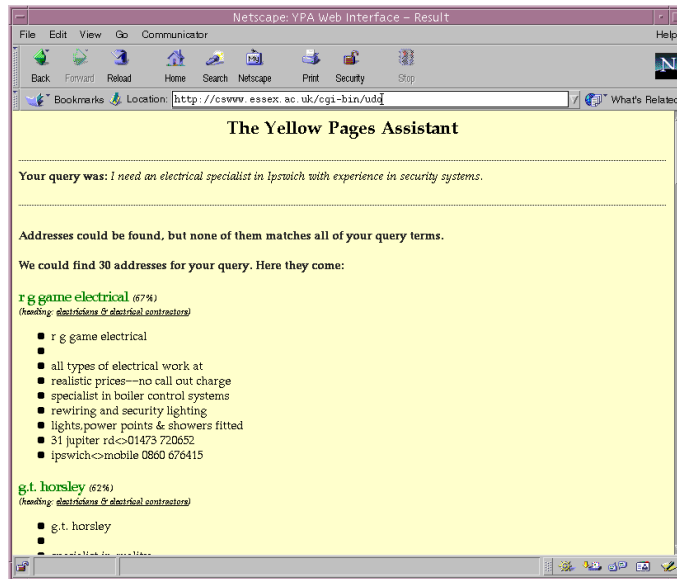 Netscape: YPA Web Interface – Result
File Edit View Go Communicator Help
Back Forward Reload Home Search Netscape Print Security Stop
Bookmarks Location: http://cswww.essex.ac.uk/cgi-bin/udo What's Related
The Yellow Pages Assistant
Your query was: I need an electrical specialist in Ipswich with experience in security systems.
Addresses could be found, but none of them matches all of your query terms.
We could find 30 addresses for your query. Here they come:
r g game electrical (67%)
(heading: electricians & electrical contractors)
r g game electrical
all types of electrical work at
realistic prices––no call out charge
specialist in boiler control systems
rewiring and security lighting
lights,power points & showers fitted
31 jupiter rd<>01473 720652
ipswich<>mobile 0860 676415
g.t. horsley (62%)
(heading: electricians & electrical contractors)
g.t. horsley